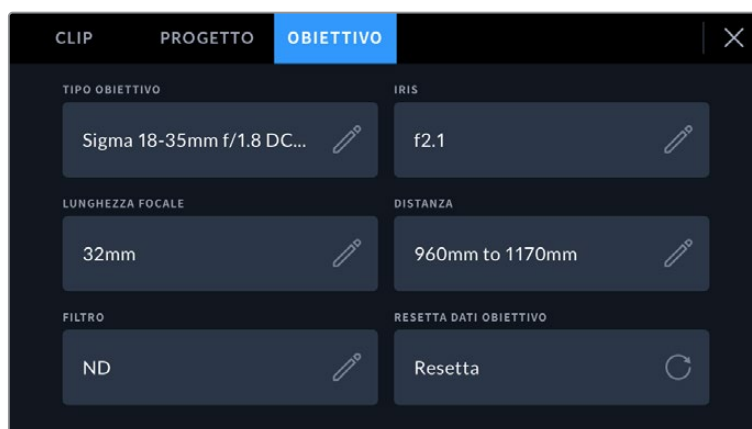 CLIP PROGETTO OBIETTIVO
TIPO OBIETTIVO IRIS
Sigma 18-35mm f/1.8 DC... f2.1
LUNGHEZZA FOCALE DISTANZA
32mm 960mm to 1170mm
FILTRO RESETTA DATI OBIETTIVO
ND Resetta